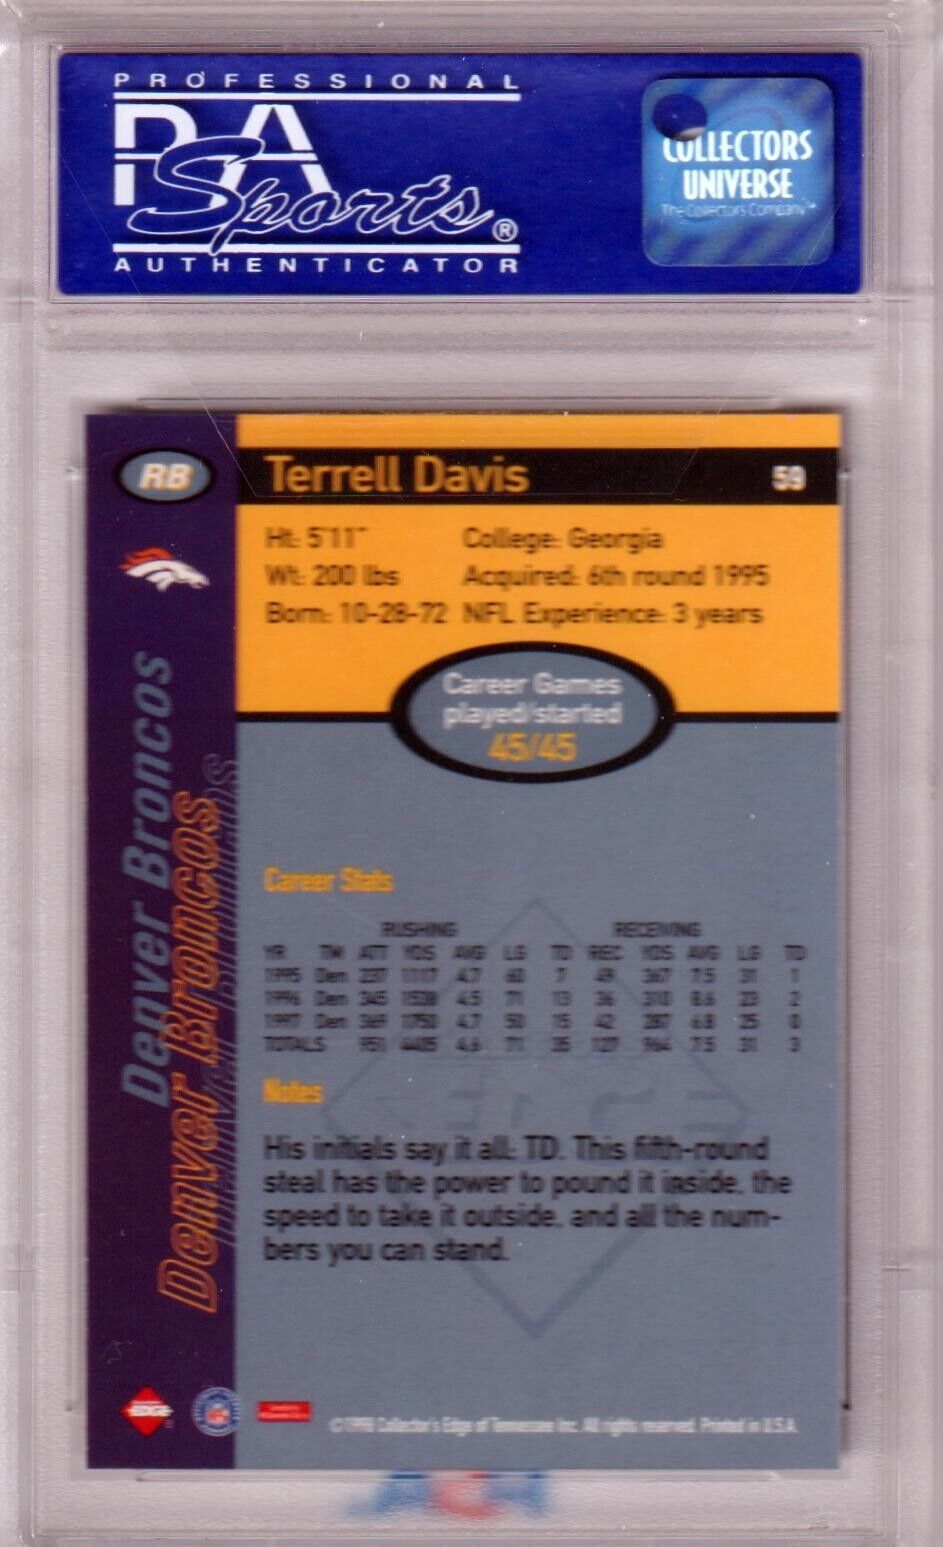 PROFESSIONAL
PSA
Sports®
AUTHENTICATOR
COLLECTORS
UNIVERSE
The Collectors Company
RB
Terrell Davis 59
Ht: 5'11" College: Georgia
Wt: 200 lbs Acquired: 6th round 1995
Born: 10-28-72 NFL Experience: 3 years
Career Games
played/started
45/45
Denver Broncos
Denver Broncos
Career Stats
RUSHING RECEIVING
YR TM ATT YDS AVG LG TD REC YDS AVG LG TD
1995 Den 237 1117 4.7 60 7 49 367 7.5 31 1
1996 Den 345 1538 4.5 71 13 36 310 8.6 23 2
1997 Den 369 1750 4.7 50 15 42 287 6.8 25 0
TOTALS 951 4405 4.6 71 35 127 964 7.5 31 3
Notes
His initials say it all: TD. This fifth-round
steal has the power to pound it inside, the
speed to take it outside, and all the num-
bers you can stand.
EDGE
© 1998 Collector's Edge of Tennessee Inc. All rights reserved. Printed in U.S.A.